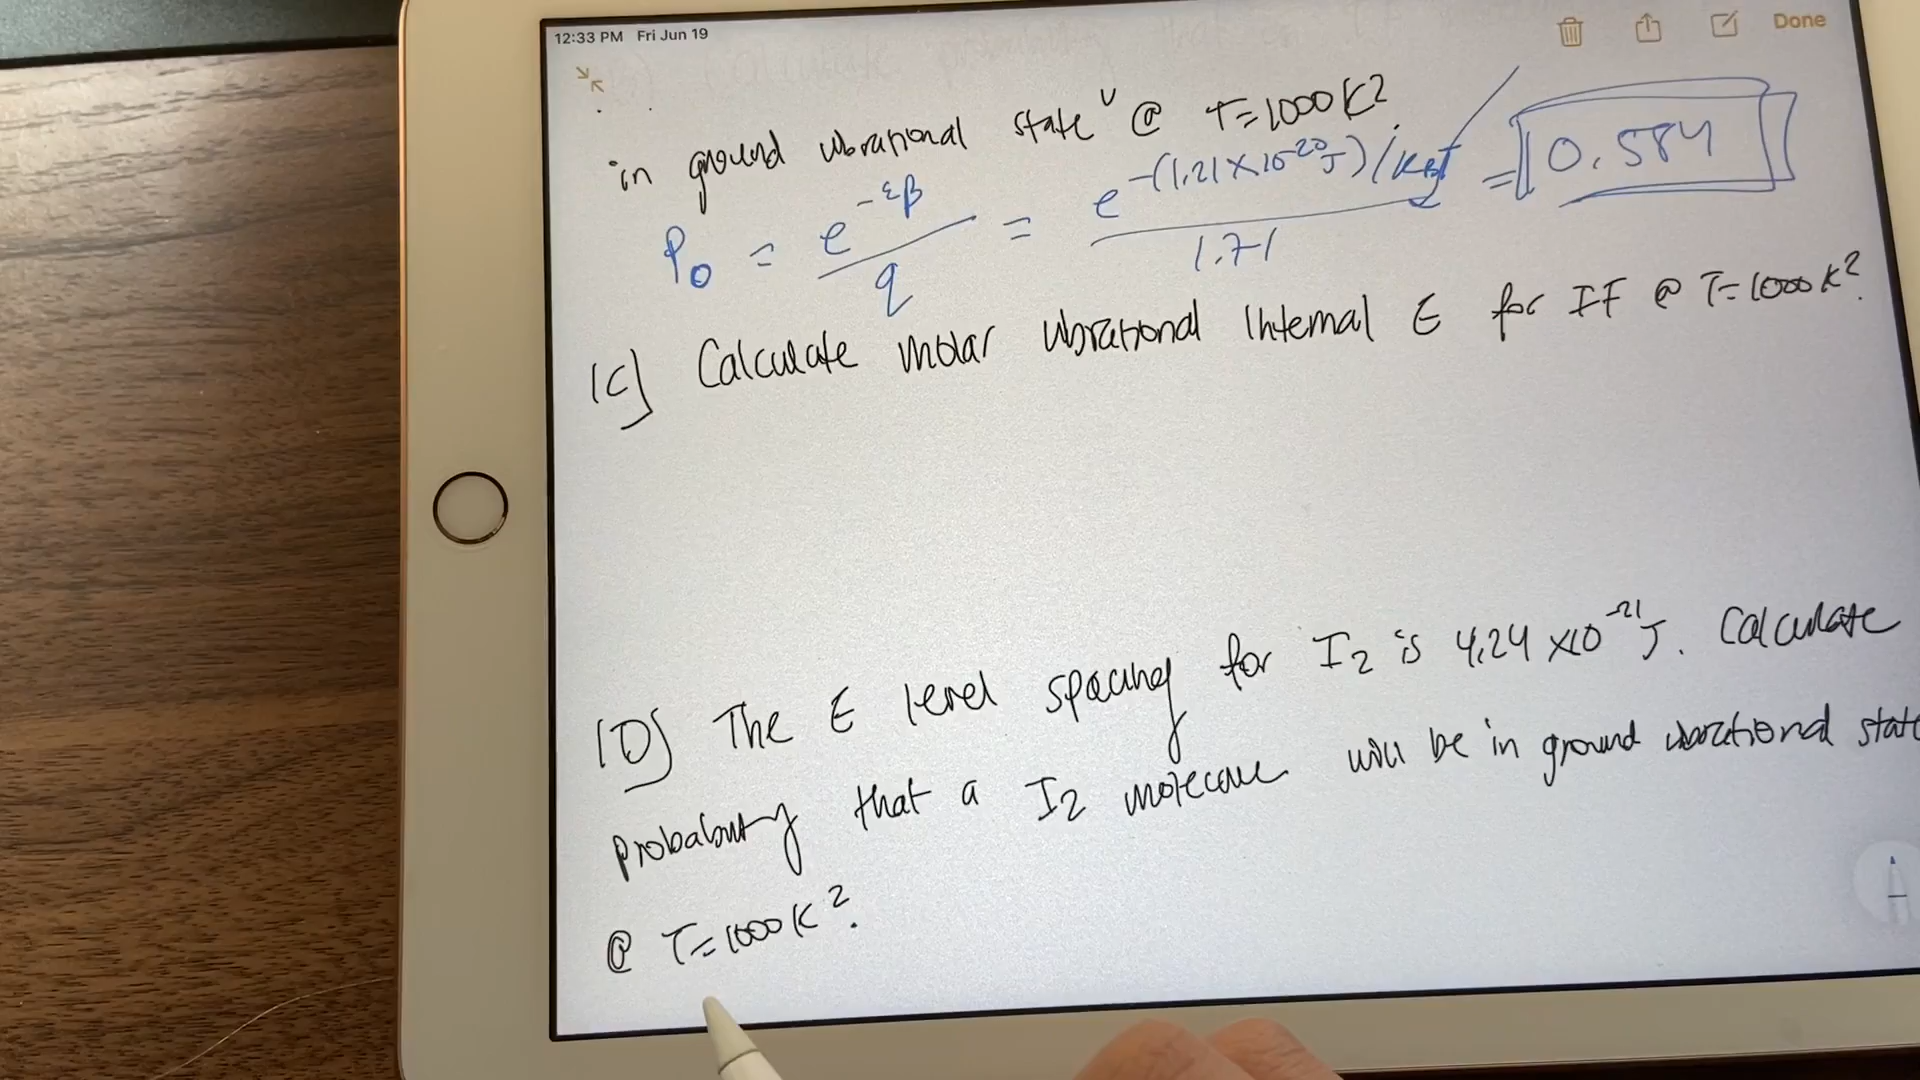 12:33 PM Fri Jun 19
Done
in ground vibrational state @ T=1000K?
P0 = e^-εβ / q = e^-(1.21×10^-20 J)/kBT / 1.71 = 0.584
1C] Calculate molar vibrational internal E for IF @ T=1000K?
1D] The E level spacing for I2 is 4.24 ×10^-21 J. Calculate
probability that a I2 molecule will be in ground vibrational state
@ T=1000K?